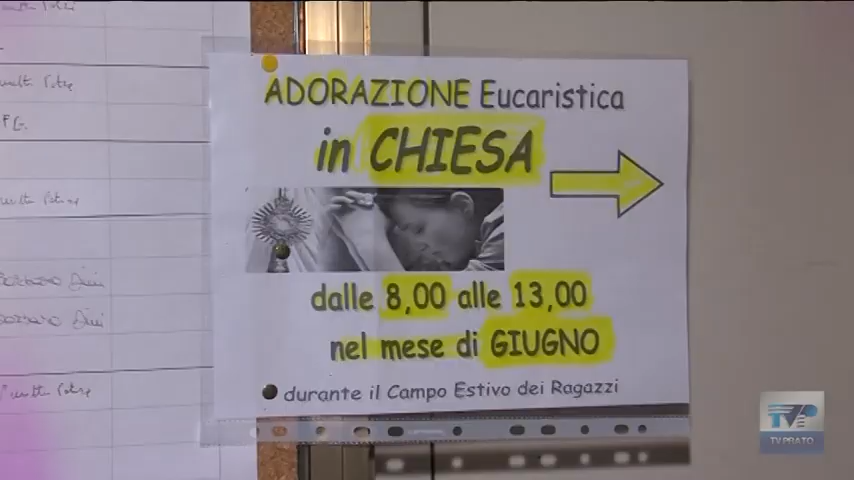 ADORAZIONE Eucaristica
in CHIESA
dalle 8,00 alle 13,00
nel mese di GIUGNO
durante il Campo Estivo dei Ragazzi
TVP
TV PRATO